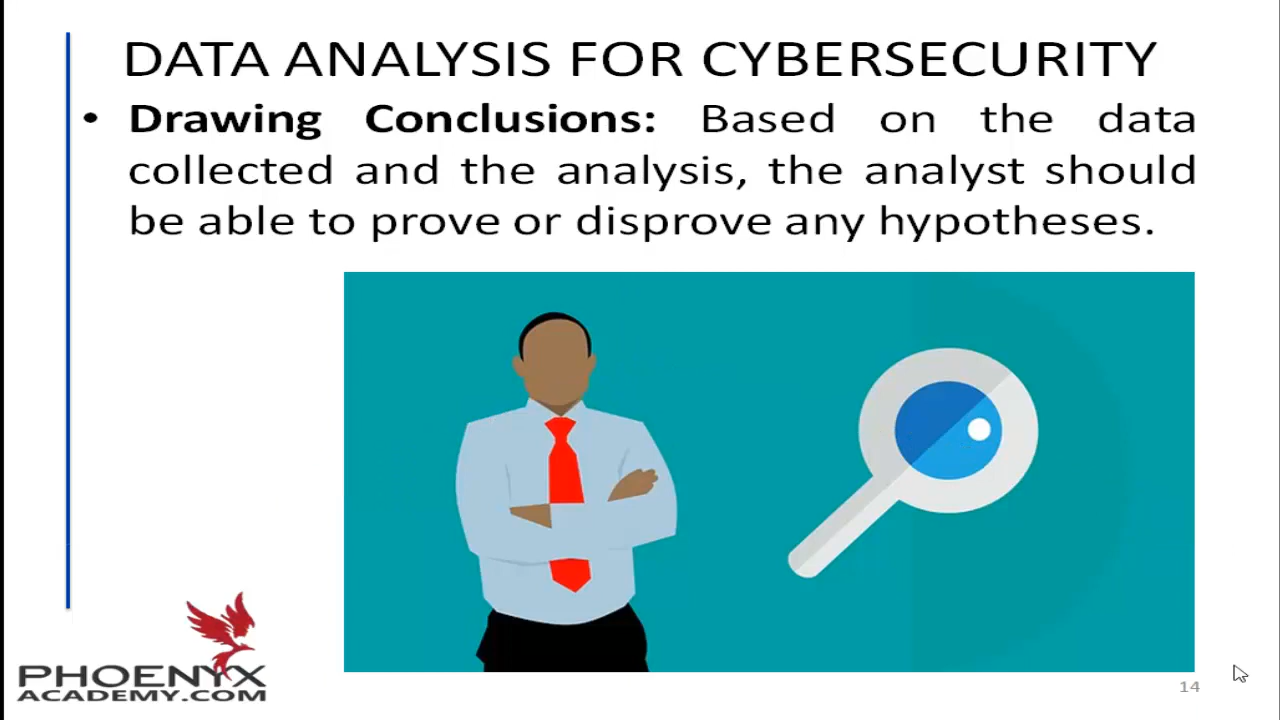 DATA ANALYSIS FOR CYBERSECURITY
• Drawing Conclusions: Based on the data
collected and the analysis, the analyst should
be able to prove or disprove any hypotheses.
PHOENYX
ACADEMY.COM
14